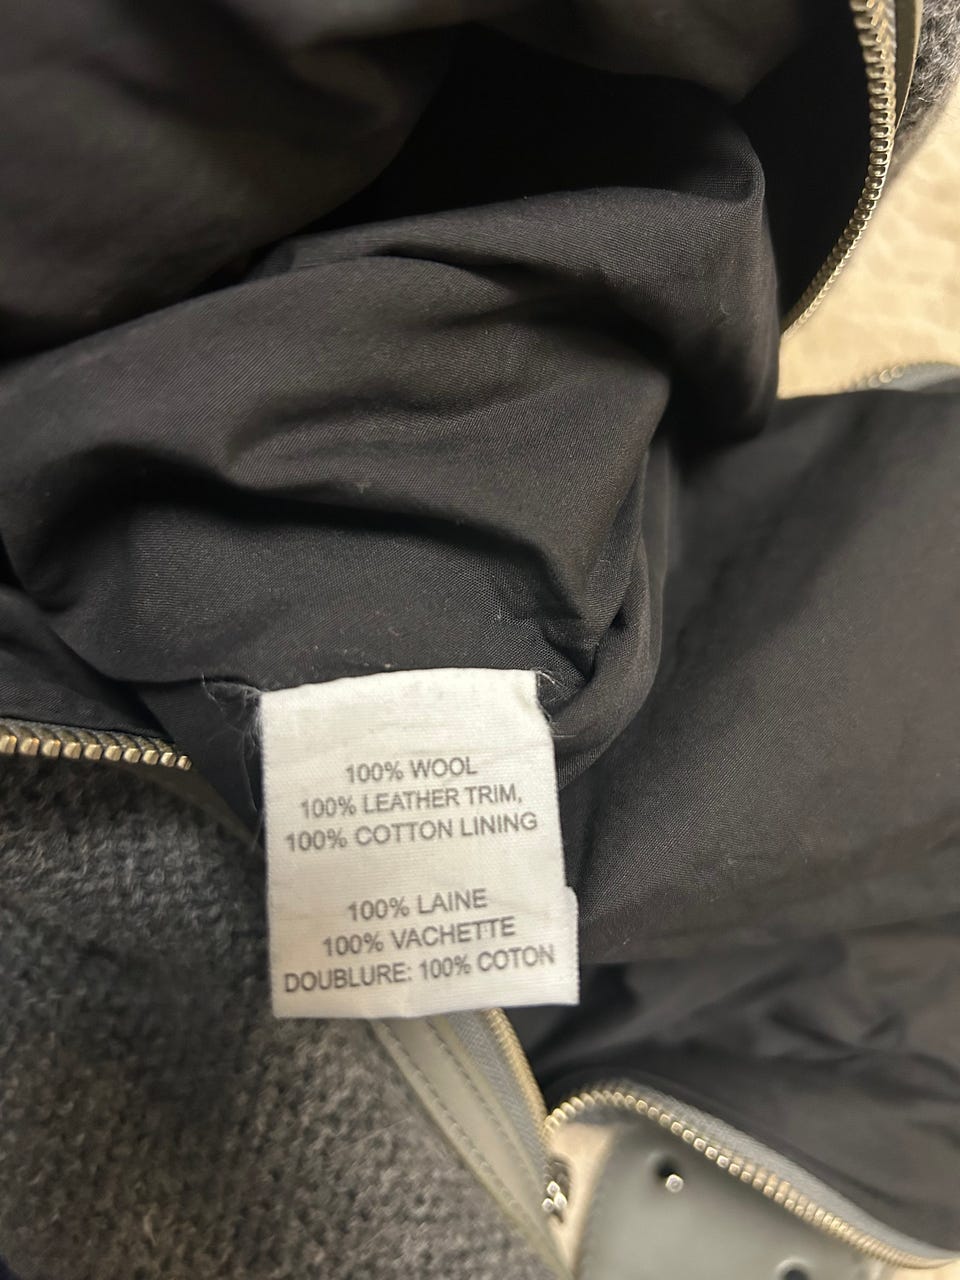 100% WOOL
100% LEATHER TRIM,
100% COTTON LINING
100% LAINE
100% VACHETTE
DOUBLURE: 100% COTON